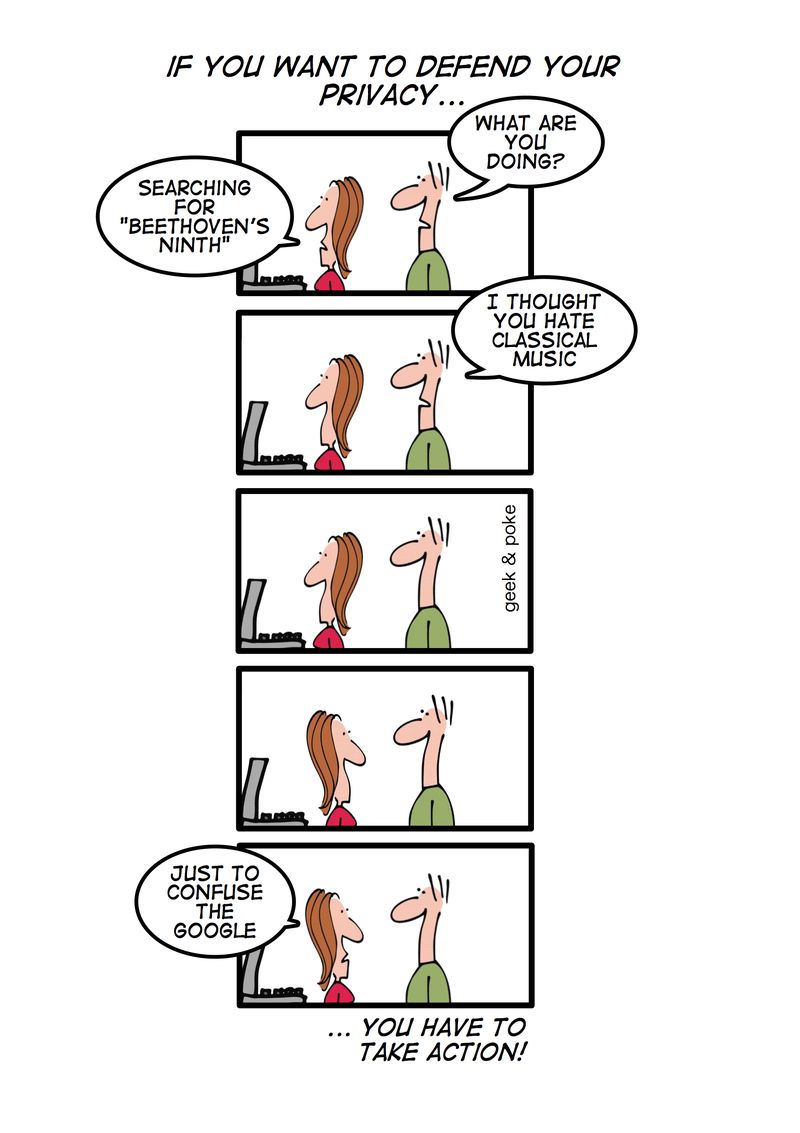 IF YOU WANT TO DEFEND YOUR
PRIVACY...
WHAT ARE
YOU
DOING?
SEARCHING
FOR
"BEETHOVEN'S
NINTH"
I THOUGHT
YOU HATE
CLASSICAL
MUSIC
geek & poke
JUST TO
CONFUSE
THE
GOOGLE
... YOU HAVE TO
TAKE ACTION!